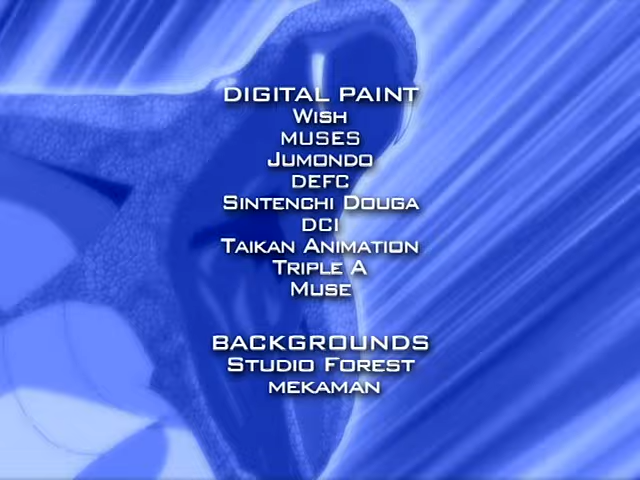 DIGITAL PAINT
Wish
MUSES
Jumondo
DEFC
Sintenchi Douga
DCI
Taikan Animation
Triple A
Muse
BACKGROUNDS
Studio Forest
MEKAMAN